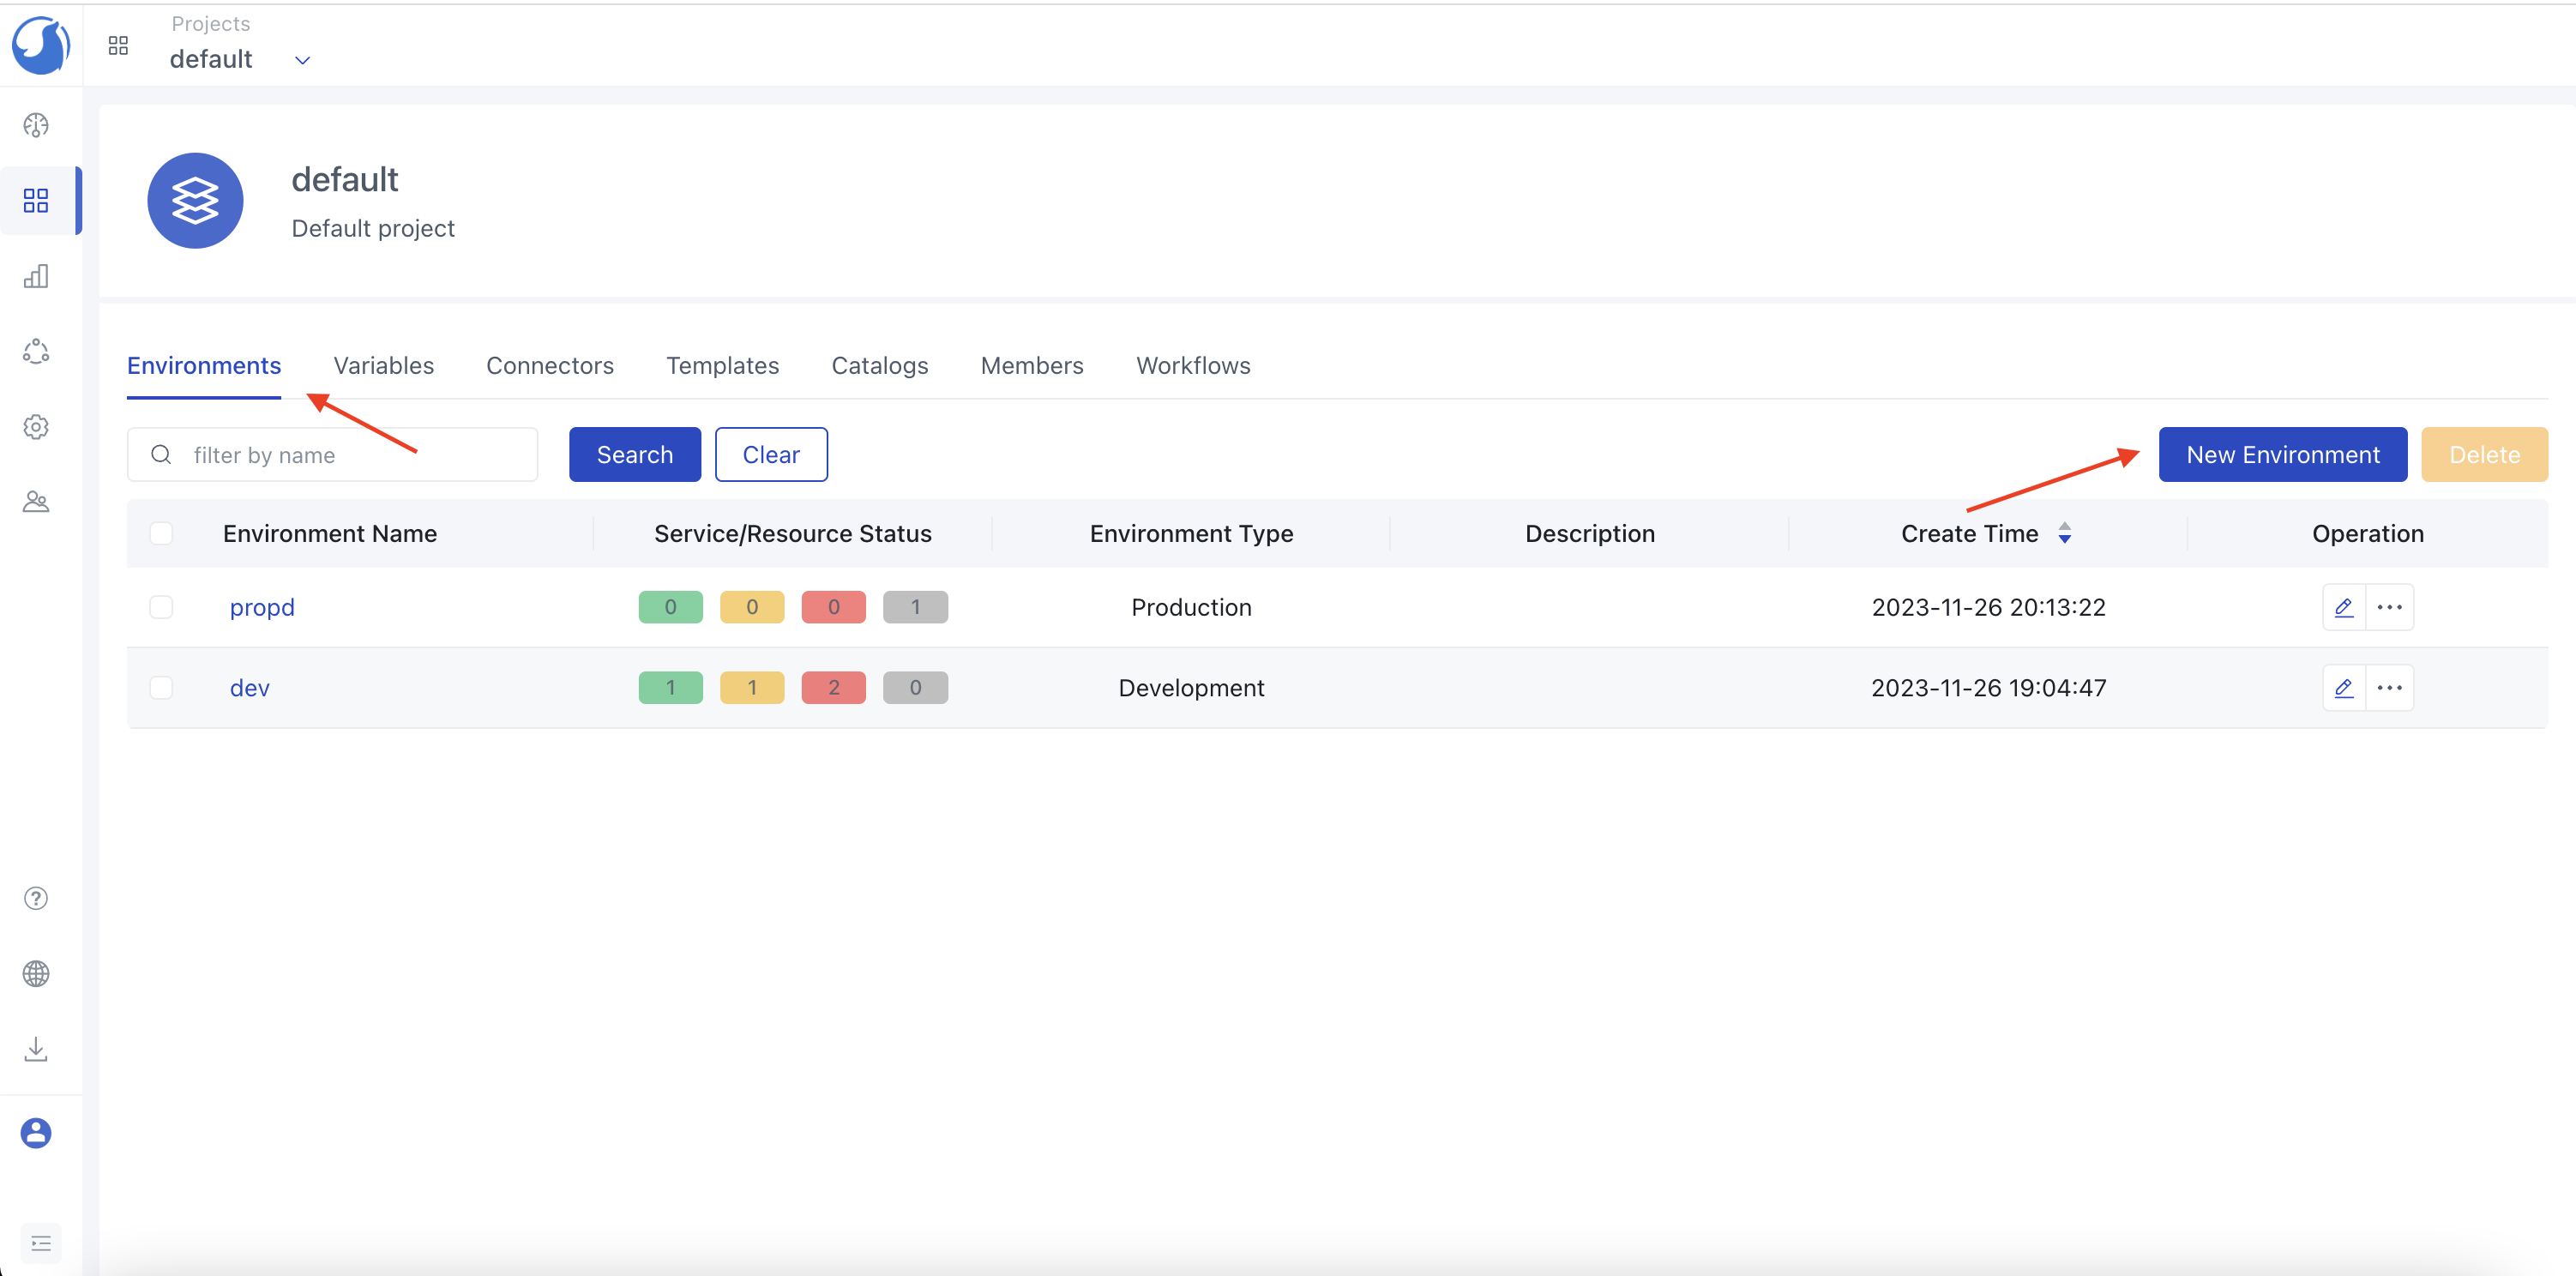 Projects
default
default
Default project
Environments Variables Connectors Templates Catalogs Members Workflows
filter by name Search Clear New Environment Delete
Environment Name Service/Resource Status Environment Type Description Create Time Operation
propd 0 0 0 1 Production 2023-11-26 20:13:22
dev 1 1 2 0 Development 2023-11-26 19:04:47